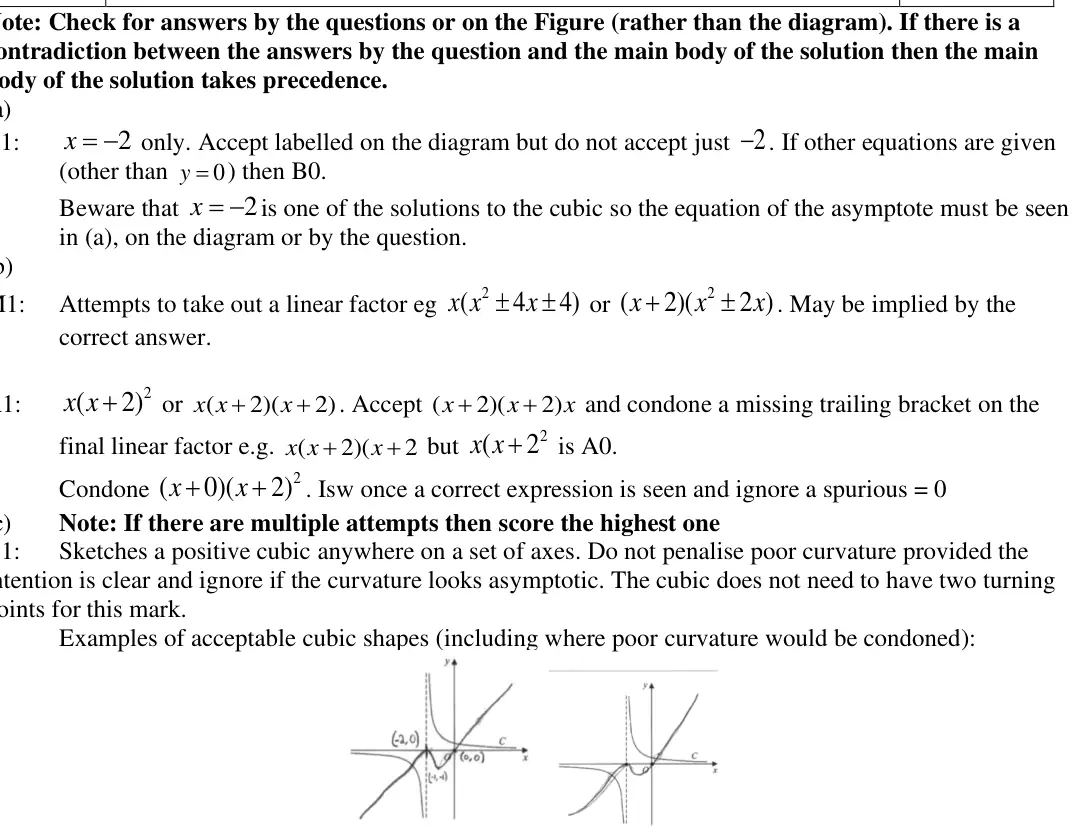 Note: Check for answers by the questions or on the Figure (rather than the diagram). If there is a
contradiction between the answers by the question and the main body of the solution then the main
body of the solution takes precedence.
a)
1: x = −2 only. Accept labelled on the diagram but do not accept just −2. If other equations are given
(other than y = 0) then B0.
Beware that x = −2 is one of the solutions to the cubic so the equation of the asymptote must be seen
in (a), on the diagram or by the question.
b)
M1: Attempts to take out a linear factor eg x(x² ± 4x ± 4) or (x + 2)(x² ± 2x). May be implied by the
correct answer.
1: x(x + 2)² or x(x + 2)(x + 2). Accept (x + 2)(x + 2)x and condone a missing trailing bracket on the
final linear factor e.g. x(x + 2)(x + 2 but x(x + 2² is A0.
Condone (x + 0)(x + 2)². Isw once a correct expression is seen and ignore a spurious = 0
c) Note: If there are multiple attempts then score the highest one
1: Sketches a positive cubic anywhere on a set of axes. Do not penalise poor curvature provided the
intention is clear and ignore if the curvature looks asymptotic. The cubic does not need to have two turning
points for this mark.
Examples of acceptable cubic shapes (including where poor curvature would be condoned):
y y
(-2,0) C C
O (0,0) x x
(-1,-1)